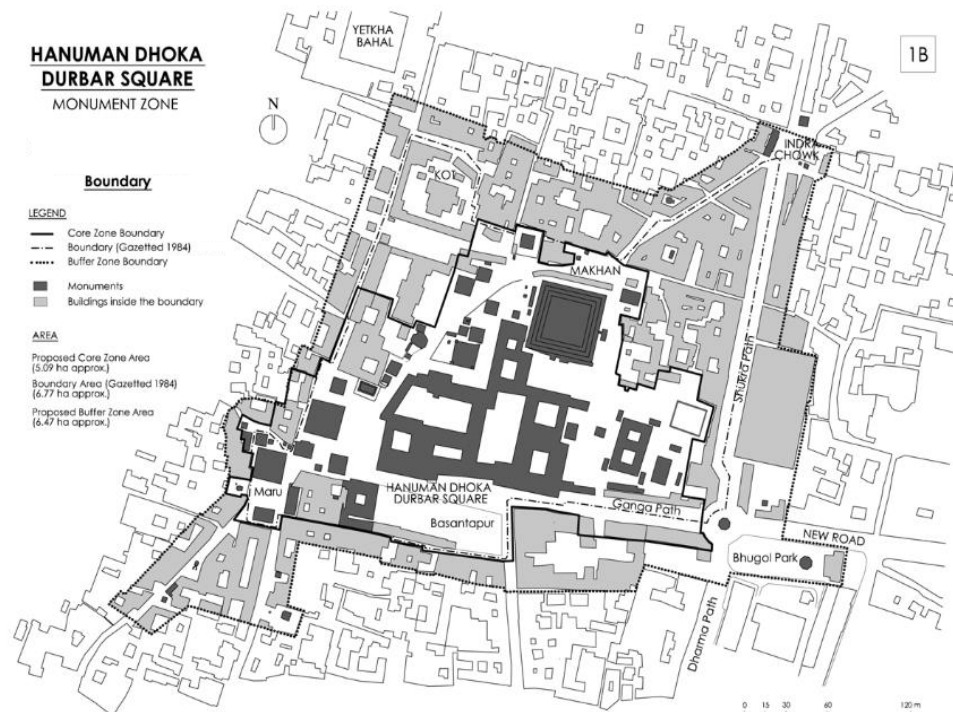 HANUMAN DHOKA
DURBAR SQUARE
MONUMENT ZONE
N
1B
Boundary
LEGEND
Core Zone Boundary
Boundary (Gazetted 1984)
Buffer Zone Boundary
Monuments
Buildings inside the boundary
AREA
Proposed Core Zone Area
(5.09 ha approx.)
Boundary Area (Gazetted 1984)
(6.77 ha approx.)
Proposed Buffer Zone Area
(6.47 ha approx.)
YETKHA
BAHAL
INDRA
CHOWK
KOT
MAKHAN
Shukra Path
Maru
HANUMAN DHOKA
DURBAR SQUARE
Basantapur
Ganga Path
NEW ROAD
Bhugol Park
Dharma Path
0 15 30 60 120 m